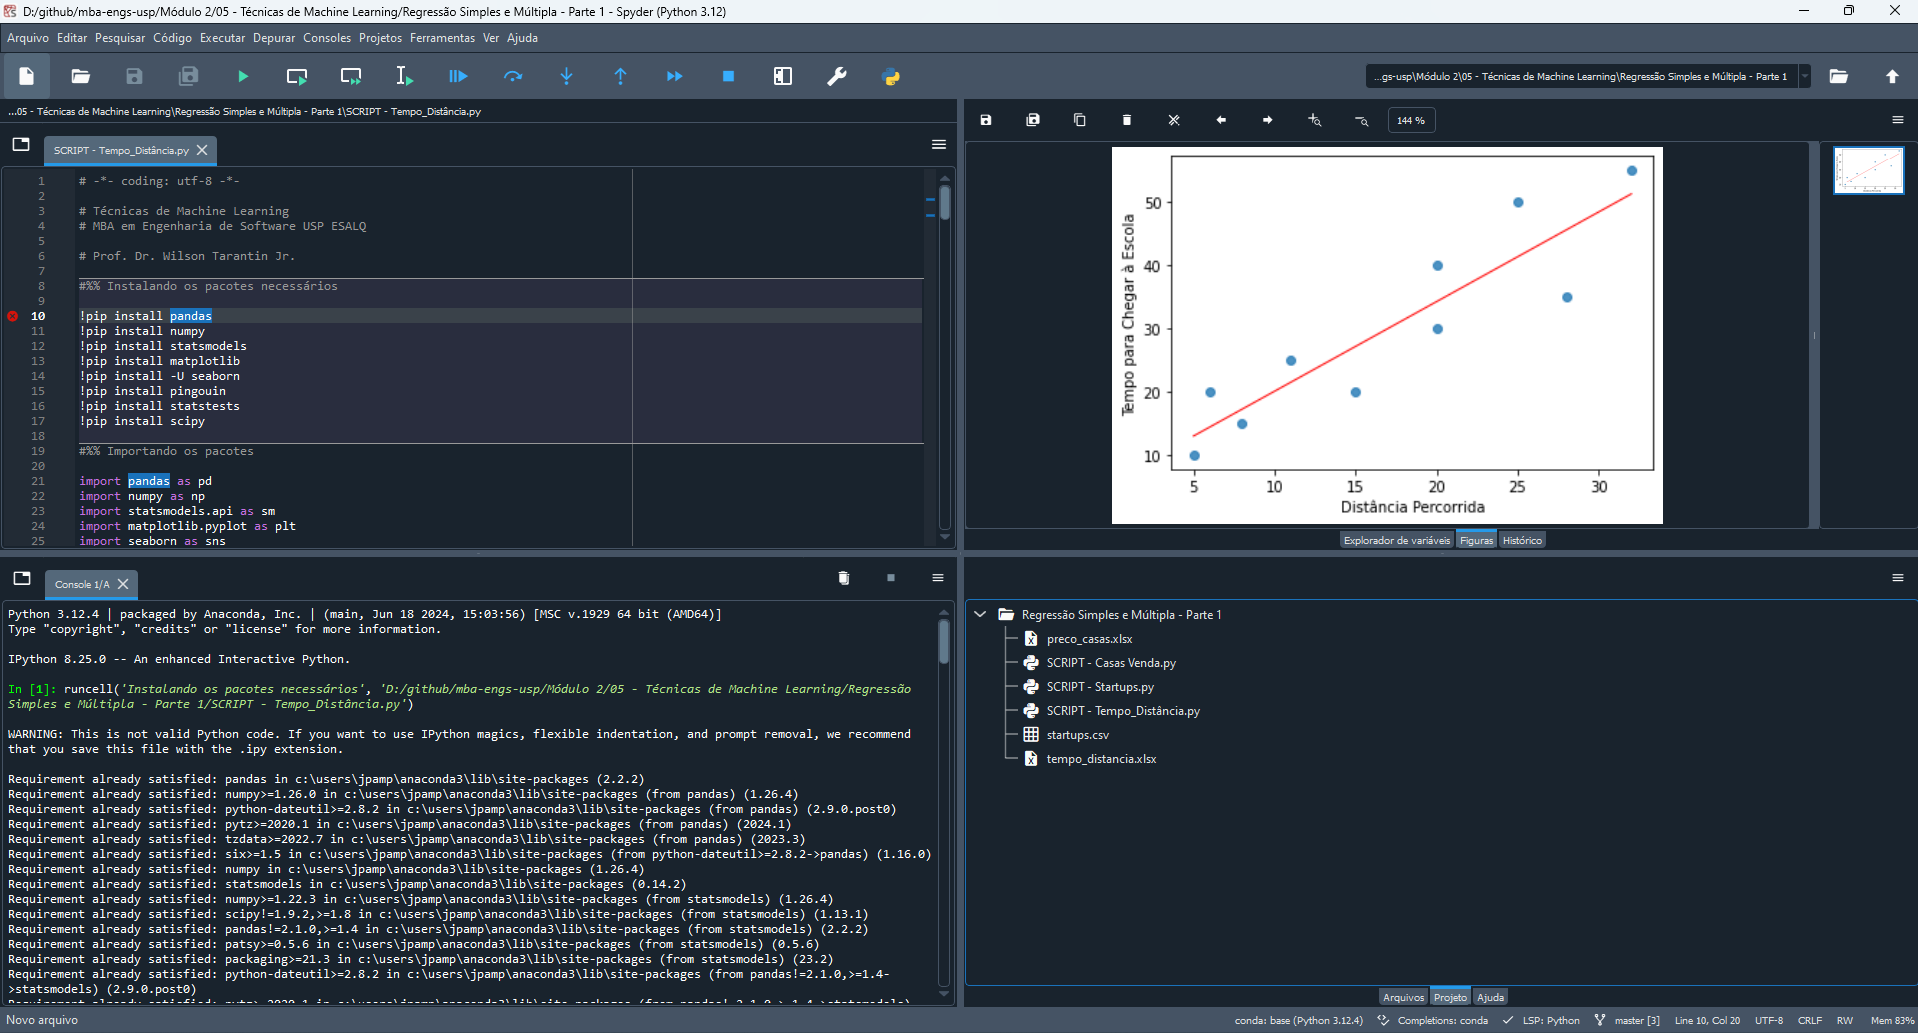 D:/github/mba-engs-usp/Módulo 2/05 - Técnicas de Machine Learning/Regressão Simples e Múltipla - Parte 1 - Spyder (Python 3.12)
Arquivo Editar Pesquisar Código Executar Depurar Consoles Projetos Ferramentas Ver Ajuda
...gs-usp\Módulo 2\05 - Técnicas de Machine Learning\Regressão Simples e Múltipla - Parte 1
...05 - Técnicas de Machine Learning\Regressão Simples e Múltipla - Parte 1\SCRIPT - Tempo_Distância.py
SCRIPT - Tempo_Distância.py
1 # -*- coding: utf-8 -*-
2
3 # Técnicas de Machine Learning
4 # MBA em Engenharia de Software USP ESALQ
5
6 # Prof. Dr. Wilson Tarantin Jr.
7
8 #%% Instalando os pacotes necessários
9
10 !pip install pandas
11 !pip install numpy
12 !pip install statsmodels
13 !pip install matplotlib
14 !pip install -U seaborn
15 !pip install pingouin
16 !pip install statstests
17 !pip install scipy
18
19 #%% Importando os pacotes
20
21 import pandas as pd
22 import numpy as np
23 import statsmodels.api as sm
24 import matplotlib.pyplot as plt
25 import seaborn as sns
144 %
Tempo para Chegar à Escola
50
40
30
20
10
5 10 15 20 25 30
Distância Percorrida
Explorador de variáveis Figuras Histórico
Console 1/A
Python 3.12.4 | packaged by Anaconda, Inc. | (main, Jun 18 2024, 15:03:56) [MSC v.1929 64 bit (AMD64)]
Type "copyright", "credits" or "license" for more information.
IPython 8.25.0 -- An enhanced Interactive Python.
In [1]: runcell('Instalando os pacotes necessários', 'D:/github/mba-engs-usp/Módulo 2/05 - Técnicas de Machine Learning/Regressão
Simples e Múltipla - Parte 1/SCRIPT - Tempo_Distância.py')
WARNING: This is not valid Python code. If you want to use IPython magics, flexible indentation, and prompt removal, we recommend
that you save this file with the .ipy extension.
Requirement already satisfied: pandas in c:\users\jpamp\anaconda3\lib\site-packages (2.2.2)
Requirement already satisfied: numpy>=1.26.0 in c:\users\jpamp\anaconda3\lib\site-packages (from pandas) (1.26.4)
Requirement already satisfied: python-dateutil>=2.8.2 in c:\users\jpamp\anaconda3\lib\site-packages (from pandas) (2.9.0.post0)
Requirement already satisfied: pytz>=2020.1 in c:\users\jpamp\anaconda3\lib\site-packages (from pandas) (2024.1)
Requirement already satisfied: tzdata>=2022.7 in c:\users\jpamp\anaconda3\lib\site-packages (from pandas) (2023.3)
Requirement already satisfied: six>=1.5 in c:\users\jpamp\anaconda3\lib\site-packages (from python-dateutil>=2.8.2->pandas) (1.16.0)
Requirement already satisfied: numpy in c:\users\jpamp\anaconda3\lib\site-packages (1.26.4)
Requirement already satisfied: statsmodels in c:\users\jpamp\anaconda3\lib\site-packages (0.14.2)
Requirement already satisfied: numpy>=1.22.3 in c:\users\jpamp\anaconda3\lib\site-packages (from statsmodels) (1.26.4)
Requirement already satisfied: scipy!=1.9.2,>=1.8 in c:\users\jpamp\anaconda3\lib\site-packages (from statsmodels) (1.13.1)
Requirement already satisfied: pandas!=2.1.0,>=1.4 in c:\users\jpamp\anaconda3\lib\site-packages (from statsmodels) (2.2.2)
Requirement already satisfied: patsy>=0.5.6 in c:\users\jpamp\anaconda3\lib\site-packages (from statsmodels) (0.5.6)
Requirement already satisfied: packaging>=21.3 in c:\users\jpamp\anaconda3\lib\site-packages (from statsmodels) (23.2)
Requirement already satisfied: python-dateutil>=2.8.2 in c:\users\jpamp\anaconda3\lib\site-packages (from pandas!=2.1.0,>=1.4-
>statsmodels) (2.9.0.post0)
Regressão Simples e Múltipla - Parte 1
preco_casas.xlsx
SCRIPT - Casas Venda.py
SCRIPT - Startups.py
SCRIPT - Tempo_Distância.py
startups.csv
tempo_distancia.xlsx
Arquivos Projeto Ajuda
Novo arquivo
conda: base (Python 3.12.4) Completions: conda LSP: Python master [3] Line 10, Col 20 UTF-8 CRLF RW Mem 83%